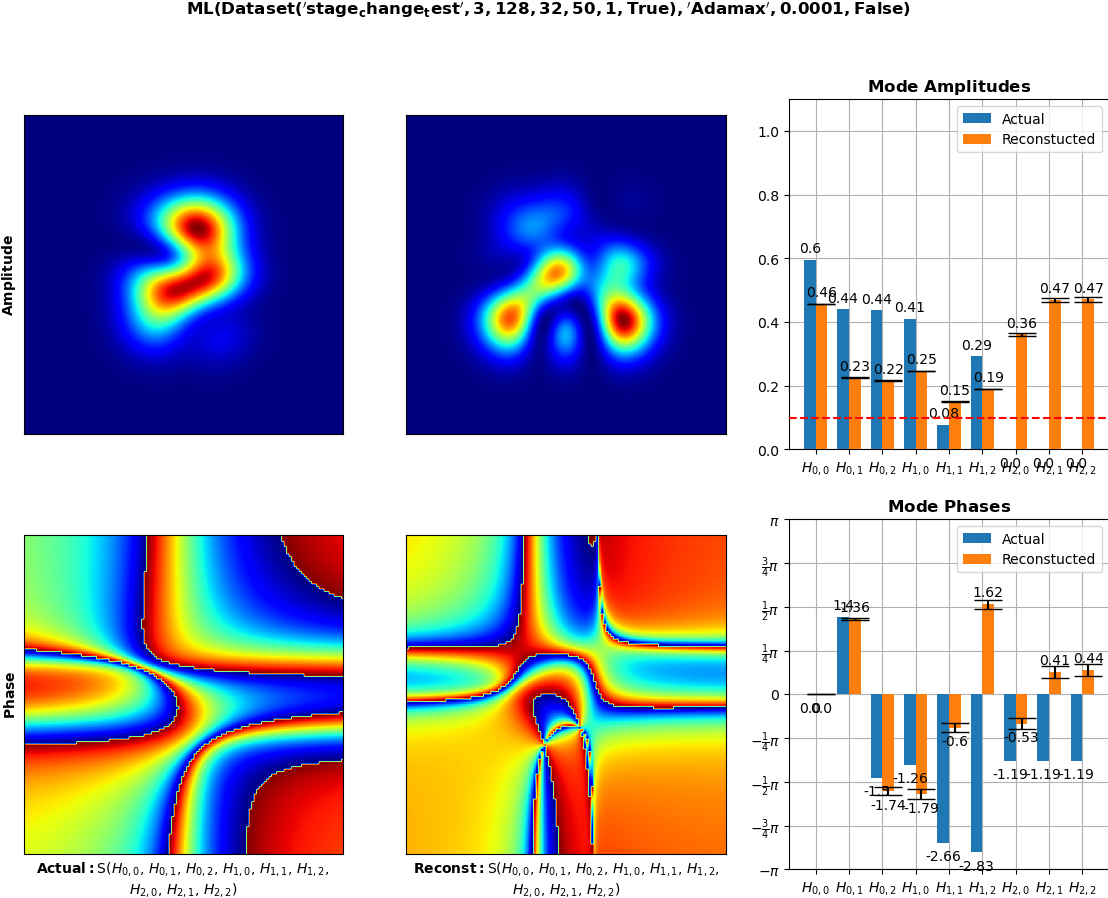 ML(Dataset('stage_change_test', 3, 128, 32, 50, 1, True), 'Adamax', 0.0001, False)
Amplitude
Mode Amplitudes
Actual
Reconstucted
1.0
0.8
0.6
0.4
0.2
0.0
0.6
0.46
0.44
0.23
0.44
0.22
0.41
0.25
0.08
0.15
0.29
0.19
0.0
0.36
0.0
0.47
0.0
0.47
H0,0 H0,1 H0,2 H1,0 H1,1 H1,2 H2,0 H2,1 H2,2
Phase
Mode Phases
Actual
Reconstucted
π
3/4π
1/2π
1/4π
0
−1/4π
−1/2π
−3/4π
−π
0.0
0.0
1.4
1.36
-1.74
-1.26
-1.79
-2.66
-0.6
-2.83
1.62
-1.19
-0.53
-1.19
0.41
-1.19
0.44
H0,0 H0,1 H0,2 H1,0 H1,1 H1,2 H2,0 H2,1 H2,2
Actual: S(H0,0, H0,1, H0,2, H1,0, H1,1, H1,2,
H2,0, H2,1, H2,2)
Reconst: S(H0,0, H0,1, H0,2, H1,0, H1,1, H1,2,
H2,0, H2,1, H2,2)